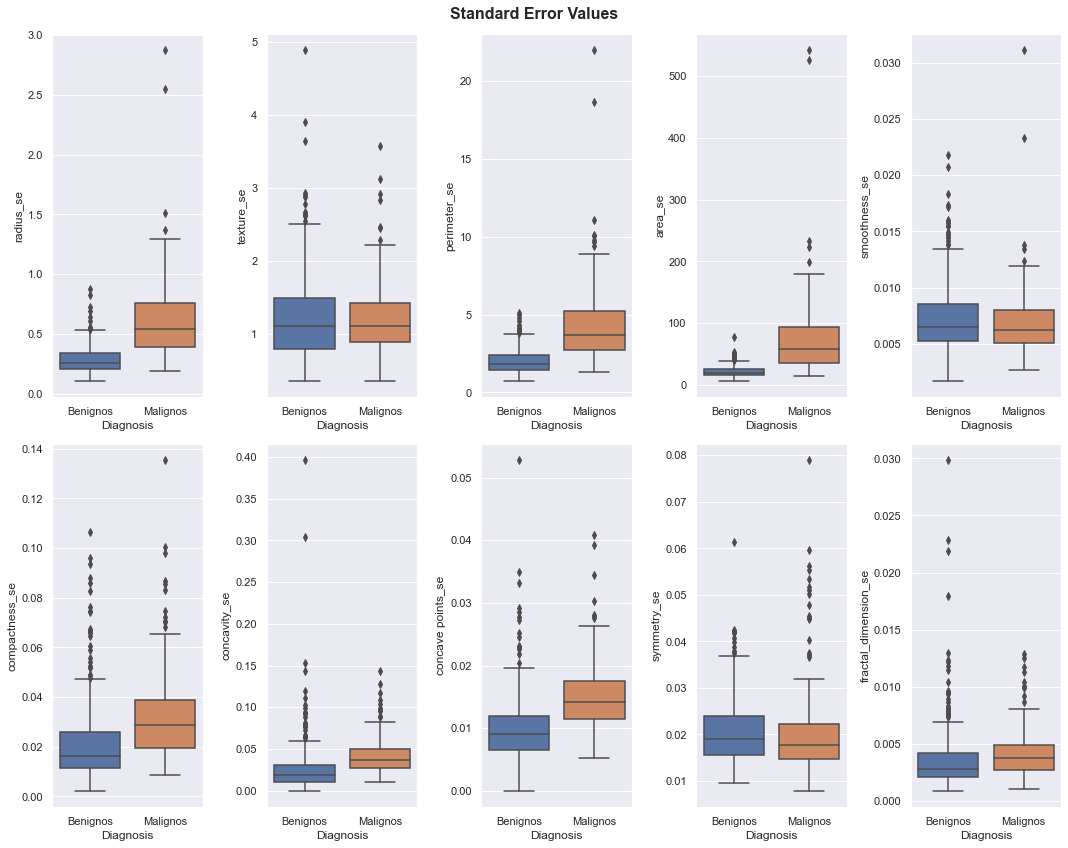 Standard Error Values
radius_se
3.0
2.5
2.0
1.5
1.0
0.5
0.0
Benignos Malignos
Diagnosis
texture_se
5
4
3
2
1
Benignos Malignos
Diagnosis
perimeter_se
20
15
10
5
0
Benignos Malignos
Diagnosis
area_se
500
400
300
200
100
0
Benignos Malignos
Diagnosis
smoothness_se
0.030
0.025
0.020
0.015
0.010
0.005
Benignos Malignos
Diagnosis
compactness_se
0.14
0.12
0.10
0.08
0.06
0.04
0.02
0.00
Benignos Malignos
Diagnosis
concavity_se
0.40
0.35
0.30
0.25
0.20
0.15
0.10
0.05
0.00
Benignos Malignos
Diagnosis
concave points_se
0.05
0.04
0.03
0.02
0.01
0.00
Benignos Malignos
Diagnosis
symmetry_se
0.08
0.07
0.06
0.05
0.04
0.03
0.02
0.01
Benignos Malignos
Diagnosis
fractal_dimension_se
0.030
0.025
0.020
0.015
0.010
0.005
0.000
Benignos Malignos
Diagnosis